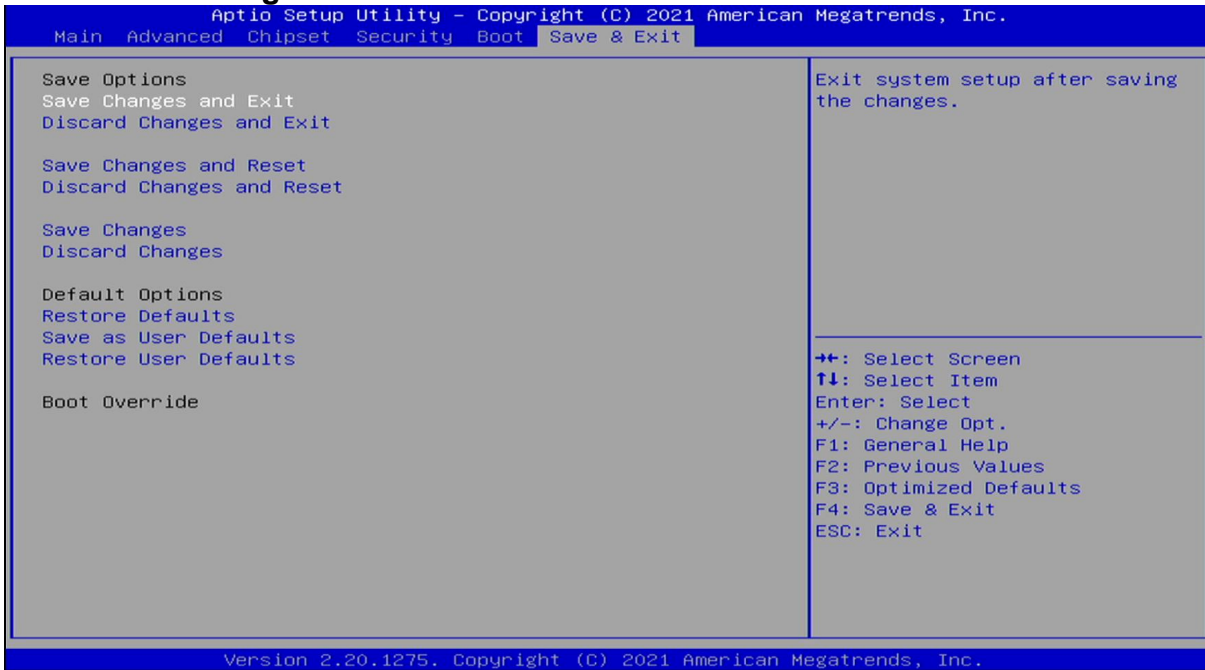 Aptio Setup Utility – Copyright (C) 2021 American Megatrends, Inc.
Main Advanced Chipset Security Boot Save & Exit
Save Options
Save Changes and Exit
Discard Changes and Exit
Save Changes and Reset
Discard Changes and Reset
Save Changes
Discard Changes
Default Options
Restore Defaults
Save as User Defaults
Restore User Defaults
Boot Override
Exit system setup after saving
the changes.
→←: Select Screen
↑↓: Select Item
Enter: Select
+/-: Change Opt.
F1: General Help
F2: Previous Values
F3: Optimized Defaults
F4: Save & Exit
ESC: Exit
Version 2.20.1275. Copyright (C) 2021 American Megatrends, Inc.